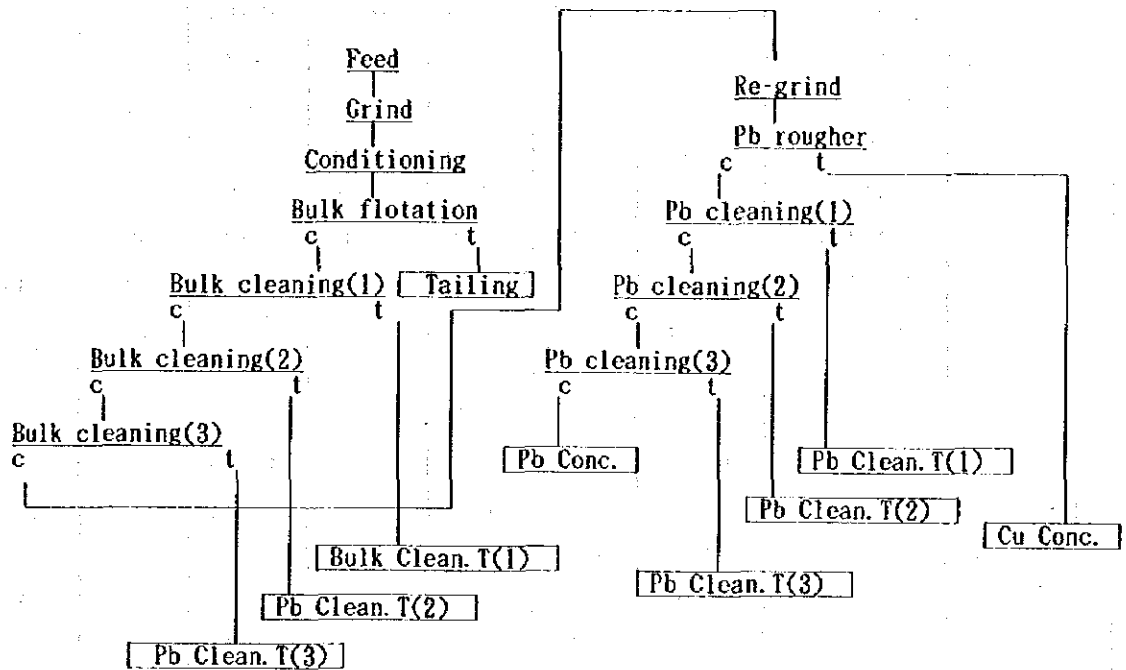 Feed
Grind
Conditioning
Bulk flotation
c t
Bulk cleaning(1)
Tailing
c t
Bulk cleaning(2)
c t
Bulk cleaning(3)
c t
Bulk Clean. T(1)
Pb Clean. T(2)
Pb Clean. T(3)
Re-grind
Pb rougher
c t
Pb cleaning(1)
c t
Pb cleaning(2)
c t
Pb cleaning(3)
c t
Pb Conc.
Pb Clean. T(1)
Pb Clean. T(2)
Cu Conc.
Pb Clean. T(3)